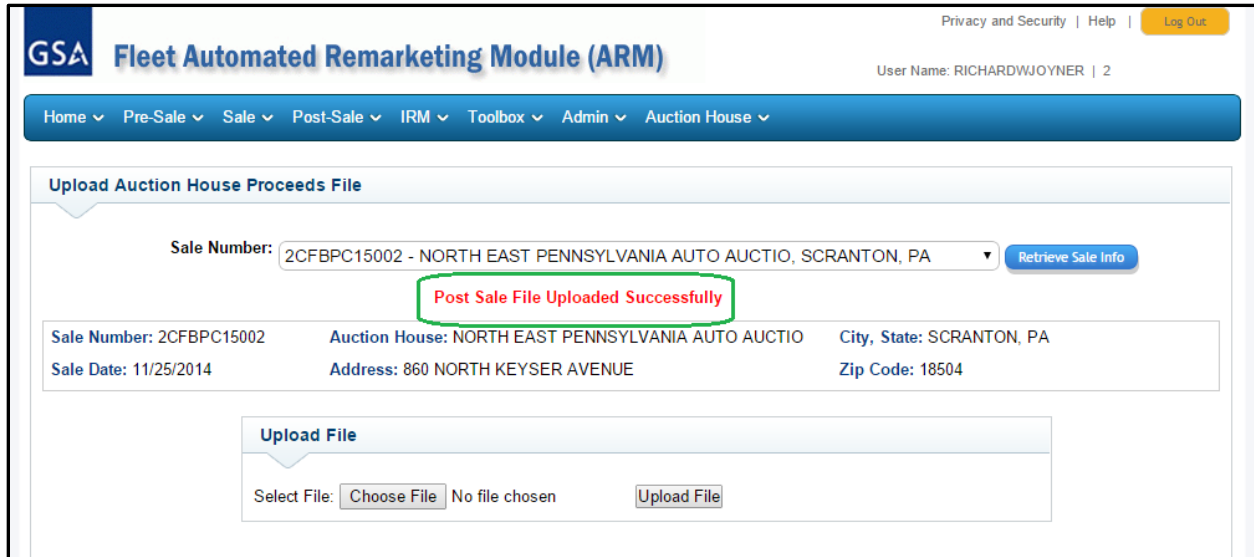 Privacy and Security | Help | Log Out
GSA Fleet Automated Remarketing Module (ARM)
User Name: RICHARDWJOYNER | 2
Home Pre-Sale Sale Post-Sale IRM Toolbox Admin Auction House
Upload Auction House Proceeds File
Sale Number: 2CFBPC15002 - NORTH EAST PENNSYLVANIA AUTO AUCTIO, SCRANTON, PA Retrieve Sale Info
Post Sale File Uploaded Successfully
Sale Number: 2CFBPC15002 Auction House: NORTH EAST PENNSYLVANIA AUTO AUCTIO City, State: SCRANTON, PA
Sale Date: 11/25/2014 Address: 860 NORTH KEYSER AVENUE Zip Code: 18504
Upload File
Select File: Choose File No file chosen Upload File